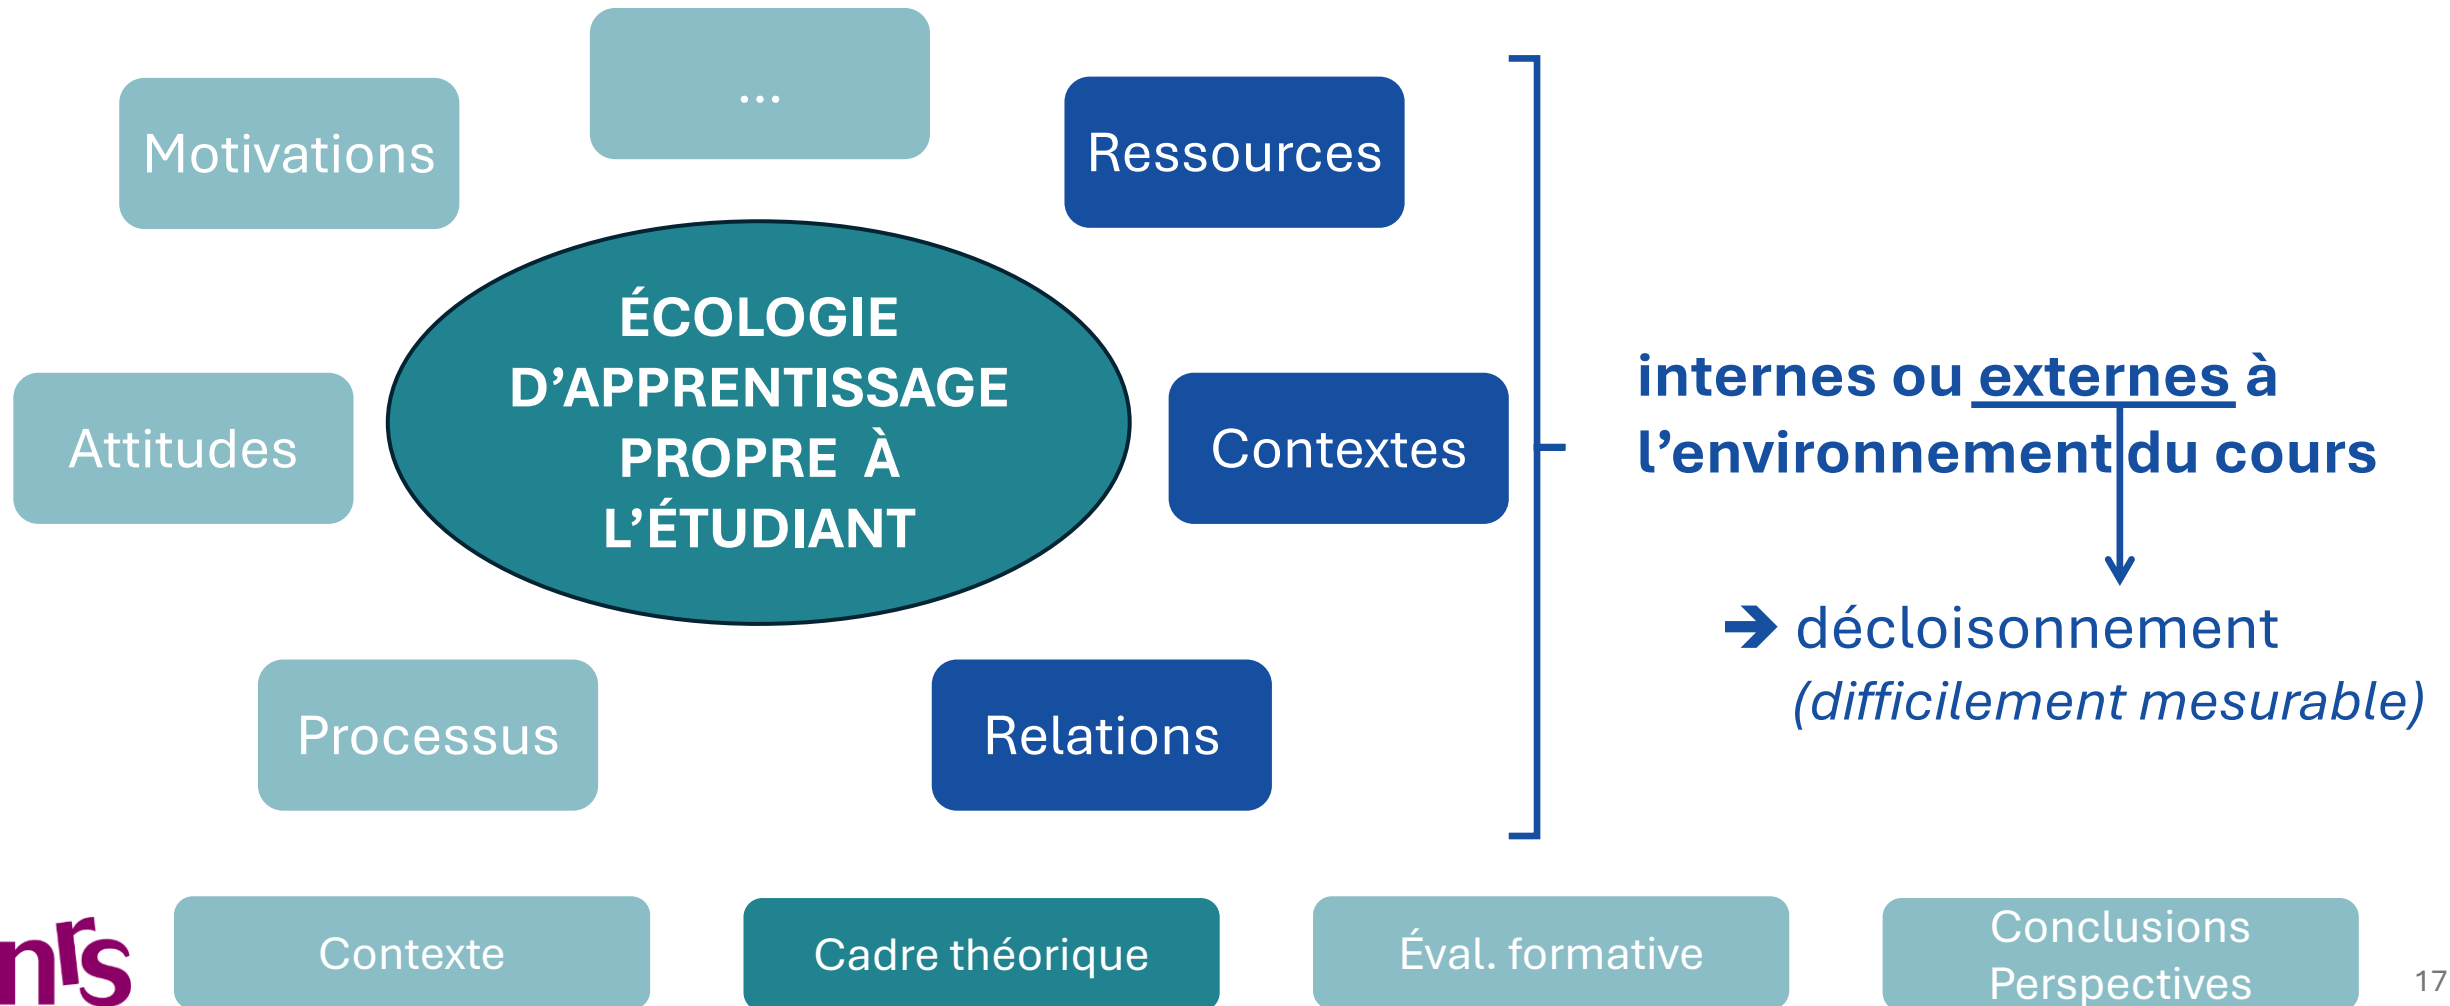 ...
Motivations
Ressources
ÉCOLOGIE
D’APPRENTISSAGE
PROPRE À
L’ÉTUDIANT
Attitudes
Contextes
Processus
Relations
internes ou externes à
l’environnement du cours
➔ décloisonnement
(difficilement mesurable)
nrs
Contexte
Cadre théorique
Éval. formative
Conclusions
Perspectives
17